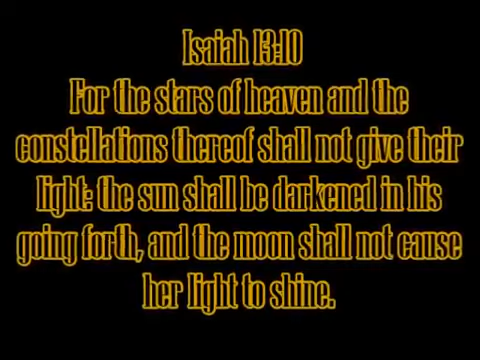 Isaiah 13:10
For the stars of heaven and the
constellations thereof shall not give their
light: the sun shall be darkened in his
going forth, and the moon shall not cause
her light to shine.